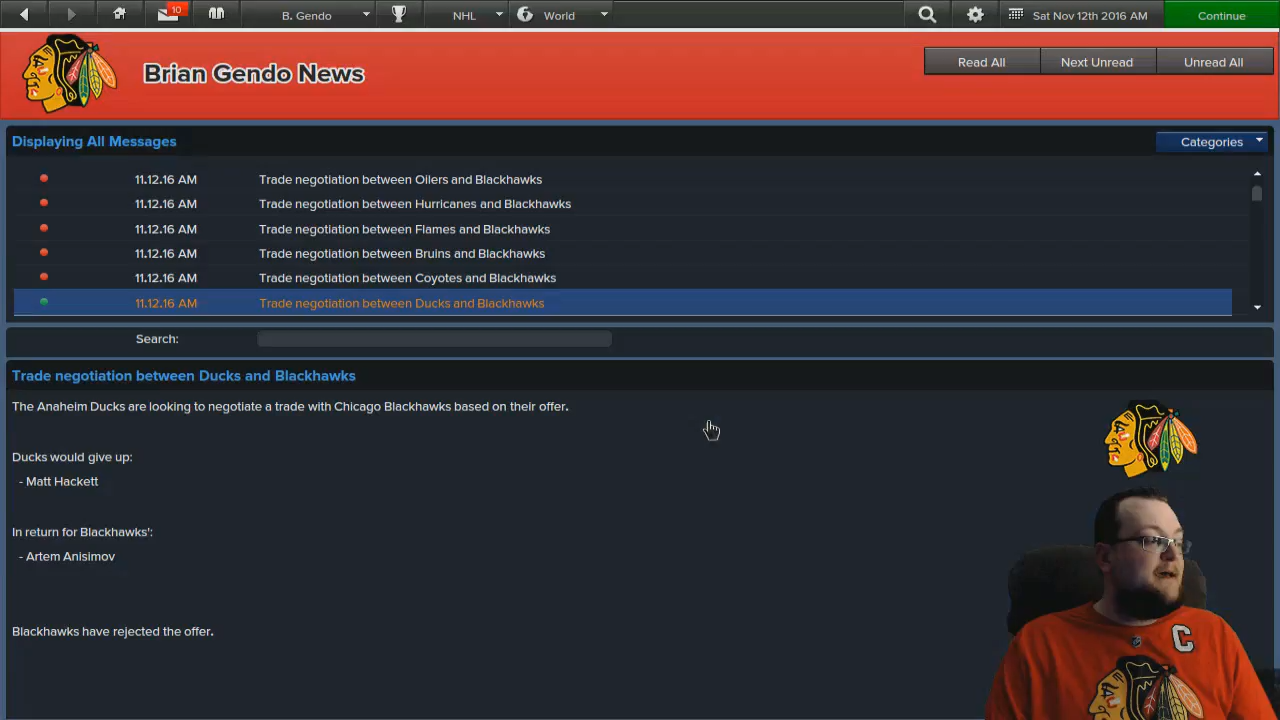 10
B. Gendo
NHL
World
Sat Nov 12th 2016 AM
Continue
Brian Gendo News
Read All
Next Unread
Unread All
Displaying All Messages
Categories
11.12.16 AM Trade negotiation between Oilers and Blackhawks
11.12.16 AM Trade negotiation between Hurricanes and Blackhawks
11.12.16 AM Trade negotiation between Flames and Blackhawks
11.12.16 AM Trade negotiation between Bruins and Blackhawks
11.12.16 AM Trade negotiation between Coyotes and Blackhawks
11.12.16 AM Trade negotiation between Ducks and Blackhawks
Search:
Trade negotiation between Ducks and Blackhawks
The Anaheim Ducks are looking to negotiate a trade with Chicago Blackhawks based on their offer.
Ducks would give up:
- Matt Hackett
In return for Blackhawks':
- Artem Anisimov
Blackhawks have rejected the offer.
C